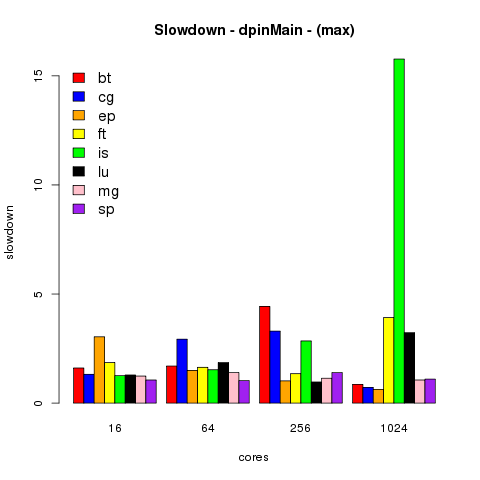 Slowdown - dpinMain - (max)
slowdown
15
10
5
0
bt
cg
ep
ft
is
lu
mg
sp
16 64 256 1024
cores